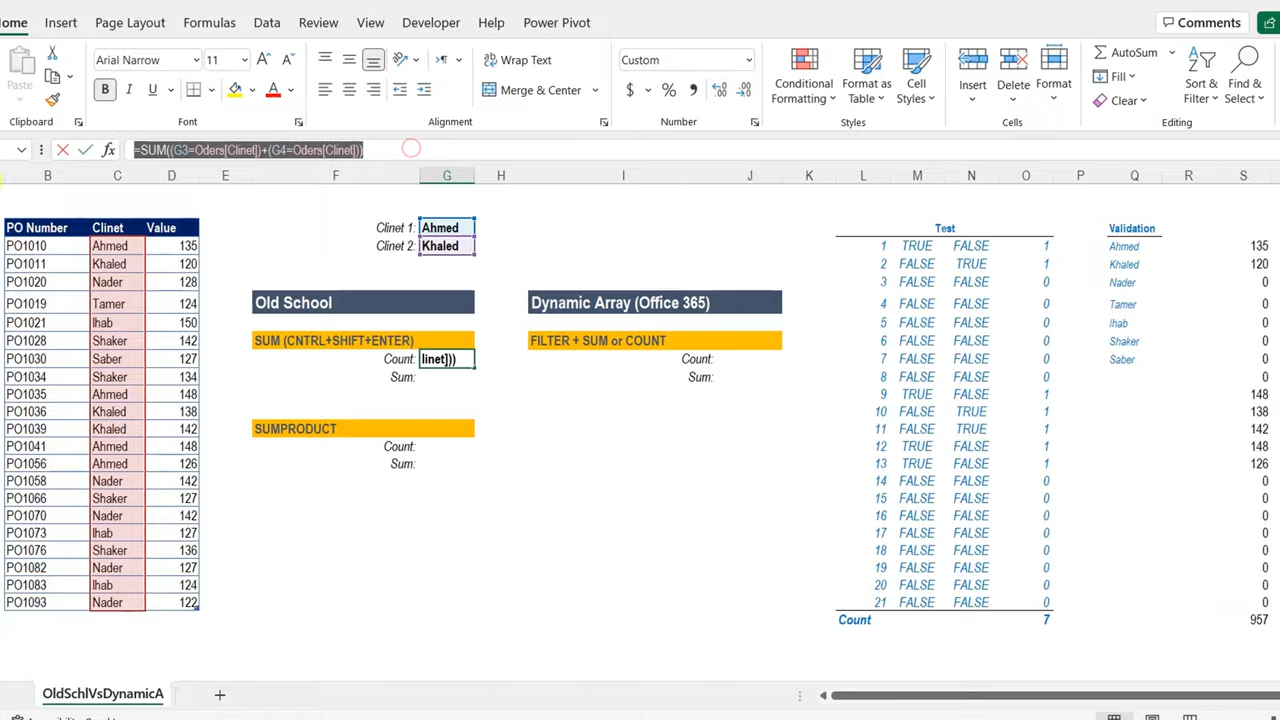 ome Insert Page Layout Formulas Data Review View Developer Help Power Pivot Comments
Paste Arial Narrow 11 Wrap Text Custom Conditional Formatting Format as Table Cell Styles Insert Delete Format AutoSum Sort & Filter Find & Select
B I U A Merge & Center $ % 9 Fill
Clear
Clipboard Font Alignment Number Styles Cells Editing
=SUM((G3=Oders[Clinet])+(G4=Oders[Clinet]))
B C D E F G H I J K L M N O P Q R S
PO Number Clinet Value Clinet 1: Ahmed Test Validation
PO1010 Ahmed 135 Clinet 2: Khaled 1 TRUE FALSE 1 Ahmed 135
PO1011 Khaled 120 2 FALSE TRUE 1 Khaled 120
PO1020 Nader 128 3 FALSE FALSE 0 Nader 0
PO1019 Tamer 124 Old School Dynamic Array (Office 365) 4 FALSE FALSE 0 Tamer 0
PO1021 Ihab 150 5 FALSE FALSE 0 Ihab 0
PO1028 Shaker 142 SUM (CNTRL+SHIFT+ENTER) FILTER + SUM or COUNT 6 FALSE FALSE 0 Shaker 0
PO1030 Saber 127 Count: linet])) Count: 7 FALSE FALSE 0 Saber 0
PO1034 Shaker 134 Sum: Sum: 8 FALSE FALSE 0 0
PO1035 Ahmed 148 9 TRUE FALSE 1 148
PO1036 Khaled 138 10 FALSE TRUE 1 138
PO1039 Khaled 142 SUMPRODUCT 11 FALSE TRUE 1 142
PO1041 Ahmed 148 Count: 12 TRUE FALSE 1 148
PO1056 Ahmed 126 Sum: 13 TRUE FALSE 1 126
PO1058 Nader 142 14 FALSE FALSE 0 0
PO1066 Shaker 127 15 FALSE FALSE 0 0
PO1070 Nader 142 16 FALSE FALSE 0 0
PO1073 Ihab 127 17 FALSE FALSE 0 0
PO1076 Shaker 136 18 FALSE FALSE 0 0
PO1082 Nader 127 19 FALSE FALSE 0 0
PO1083 Ihab 124 20 FALSE FALSE 0 0
PO1093 Nader 122 21 FALSE FALSE 0 0
Count 7 957
OldSchlVsDynamicA